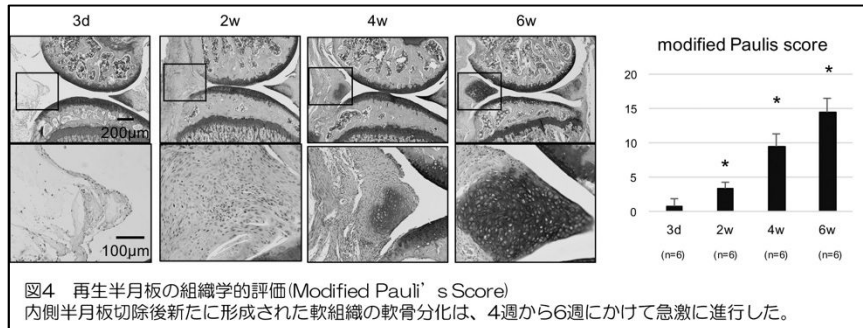 3d 2w 4w 6w
200μm
100μm
modified Paulis score
20
15
10
5
0
*
*
*
3d 2w 4w 6w
(n=6) (n=6) (n=6) (n=6)
図4 再生半月板の組織学的評価(Modified Pauli’s Score)
内側半月板切除後新たに形成された軟組織の軟骨分化は、4週から6週にかけて急激に進行した。